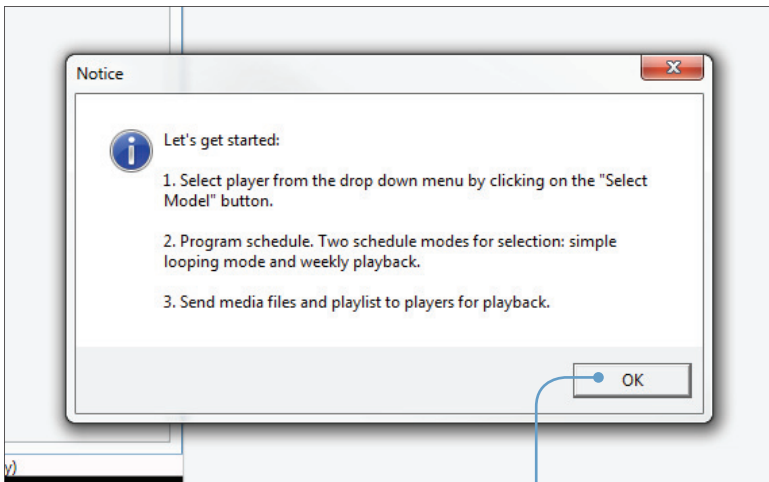 Notice
Let's get started:
1. Select player from the drop down menu by clicking on the "Select
Model" button.
2. Program schedule. Two schedule modes for selection: simple
looping mode and weekly playback.
3. Send media files and playlist to players for playback.
OK
y)